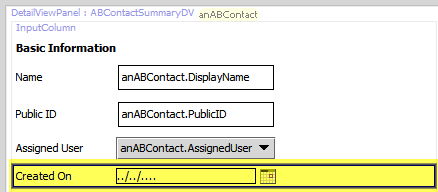 DetailViewPanel : ABContactSummaryDV anABContact
InputColumn
Basic Information
Name anABContact.DisplayName
Public ID anABContact.PublicID
Assigned User anABContact.AssignedUser
Created On ../../....